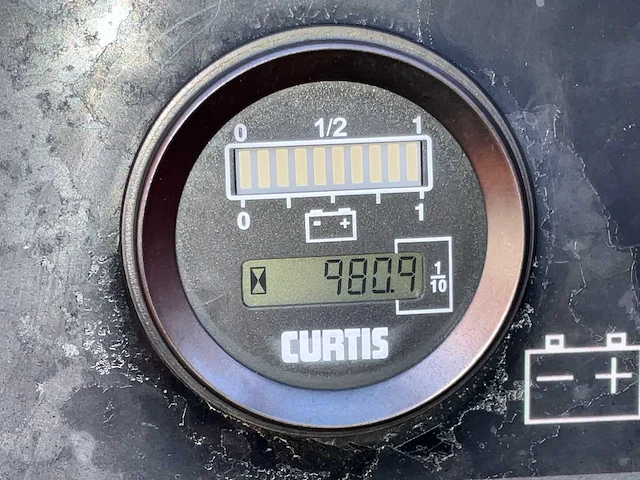 0 1/2 1
0 1
- +
980.9 1/10
CURTIS
- +